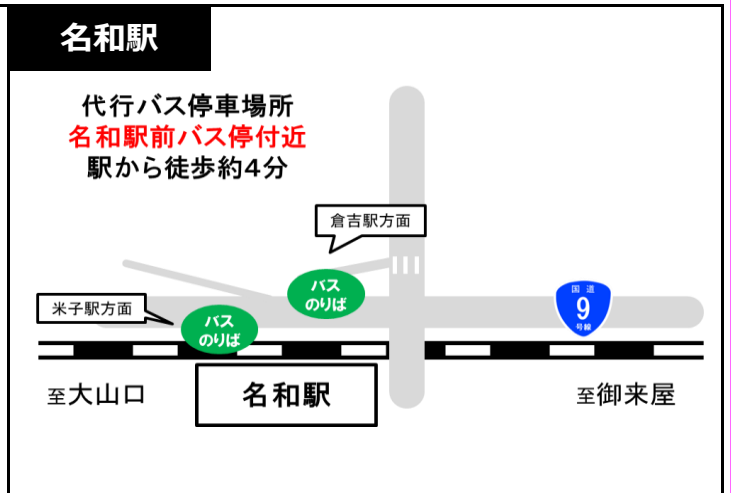 名和駅
代行バス停車場所
名和駅前バス停付近
駅から徒歩約4分
倉吉駅方面
バス
のりば
米子駅方面
バス
のりば
国道
9
号線
至大山口
名和駅
至御来屋